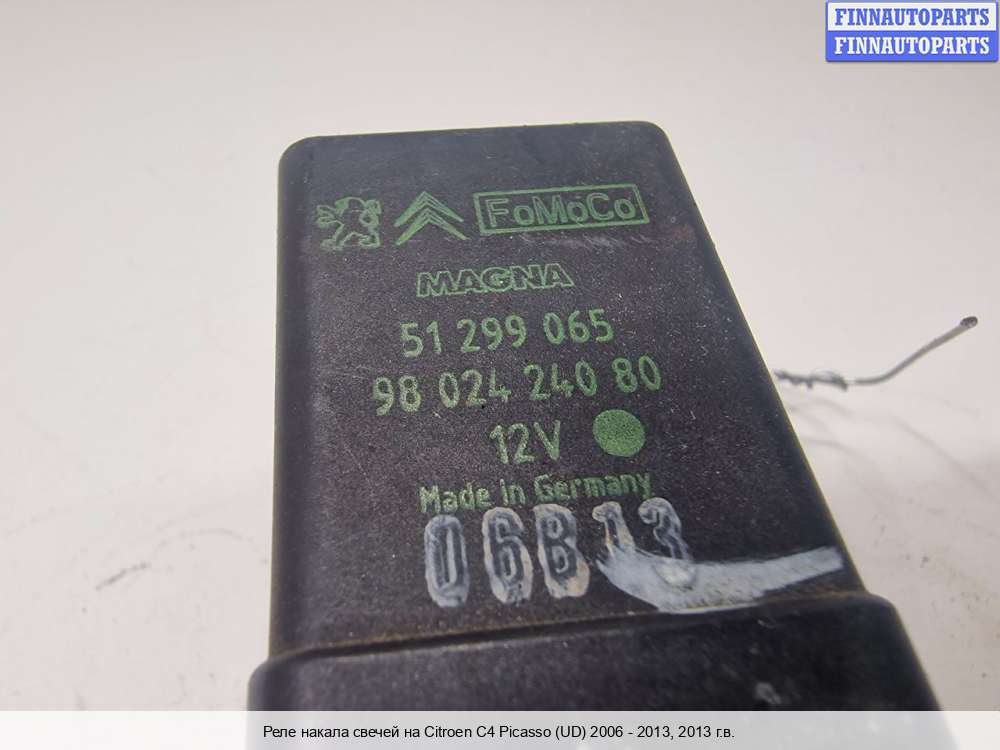 FINNAUTOPARTS
FINNAUTOPARTS
FoMoCo
MAGNA
51 299 065
98 024 240 80
12V
Made in Germany
06B13
Реле накала свечей на Citroen C4 Picasso (UD) 2006 - 2013, 2013 г.в.